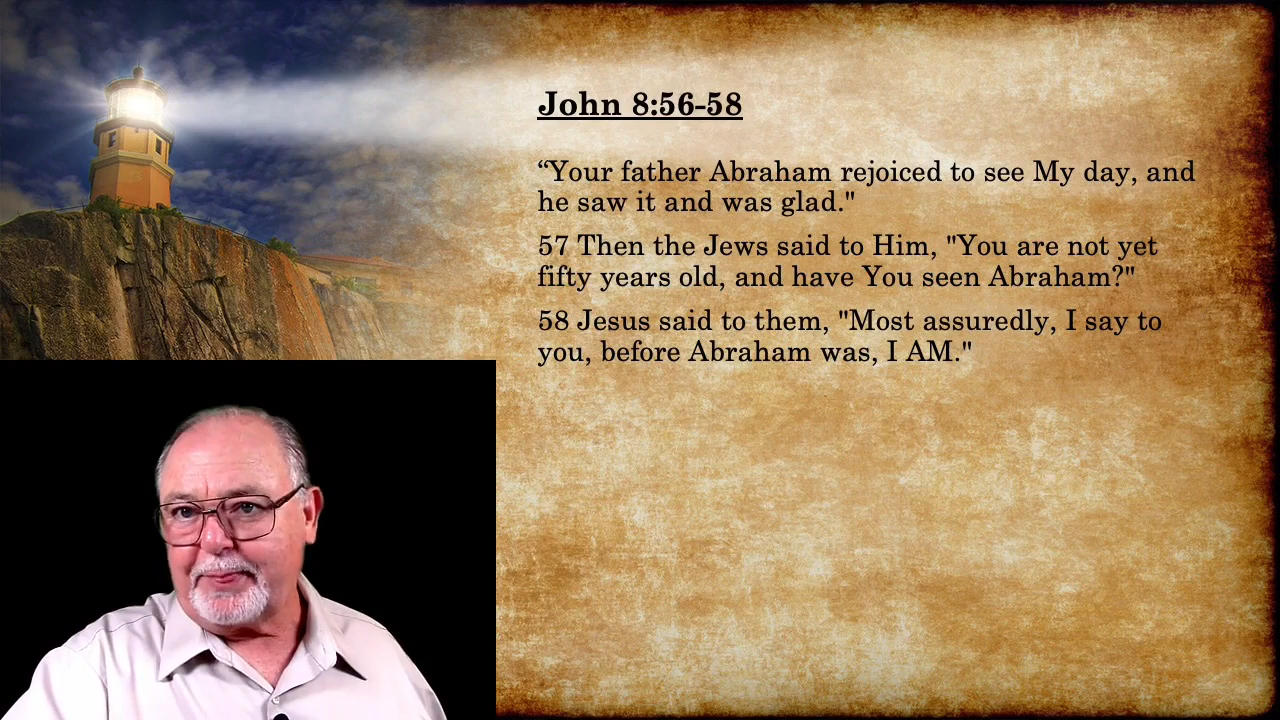 John 8:56-58
“Your father Abraham rejoiced to see My day, and
he saw it and was glad."
57 Then the Jews said to Him, "You are not yet
fifty years old, and have You seen Abraham?"
58 Jesus said to them, "Most assuredly, I say to
you, before Abraham was, I AM."